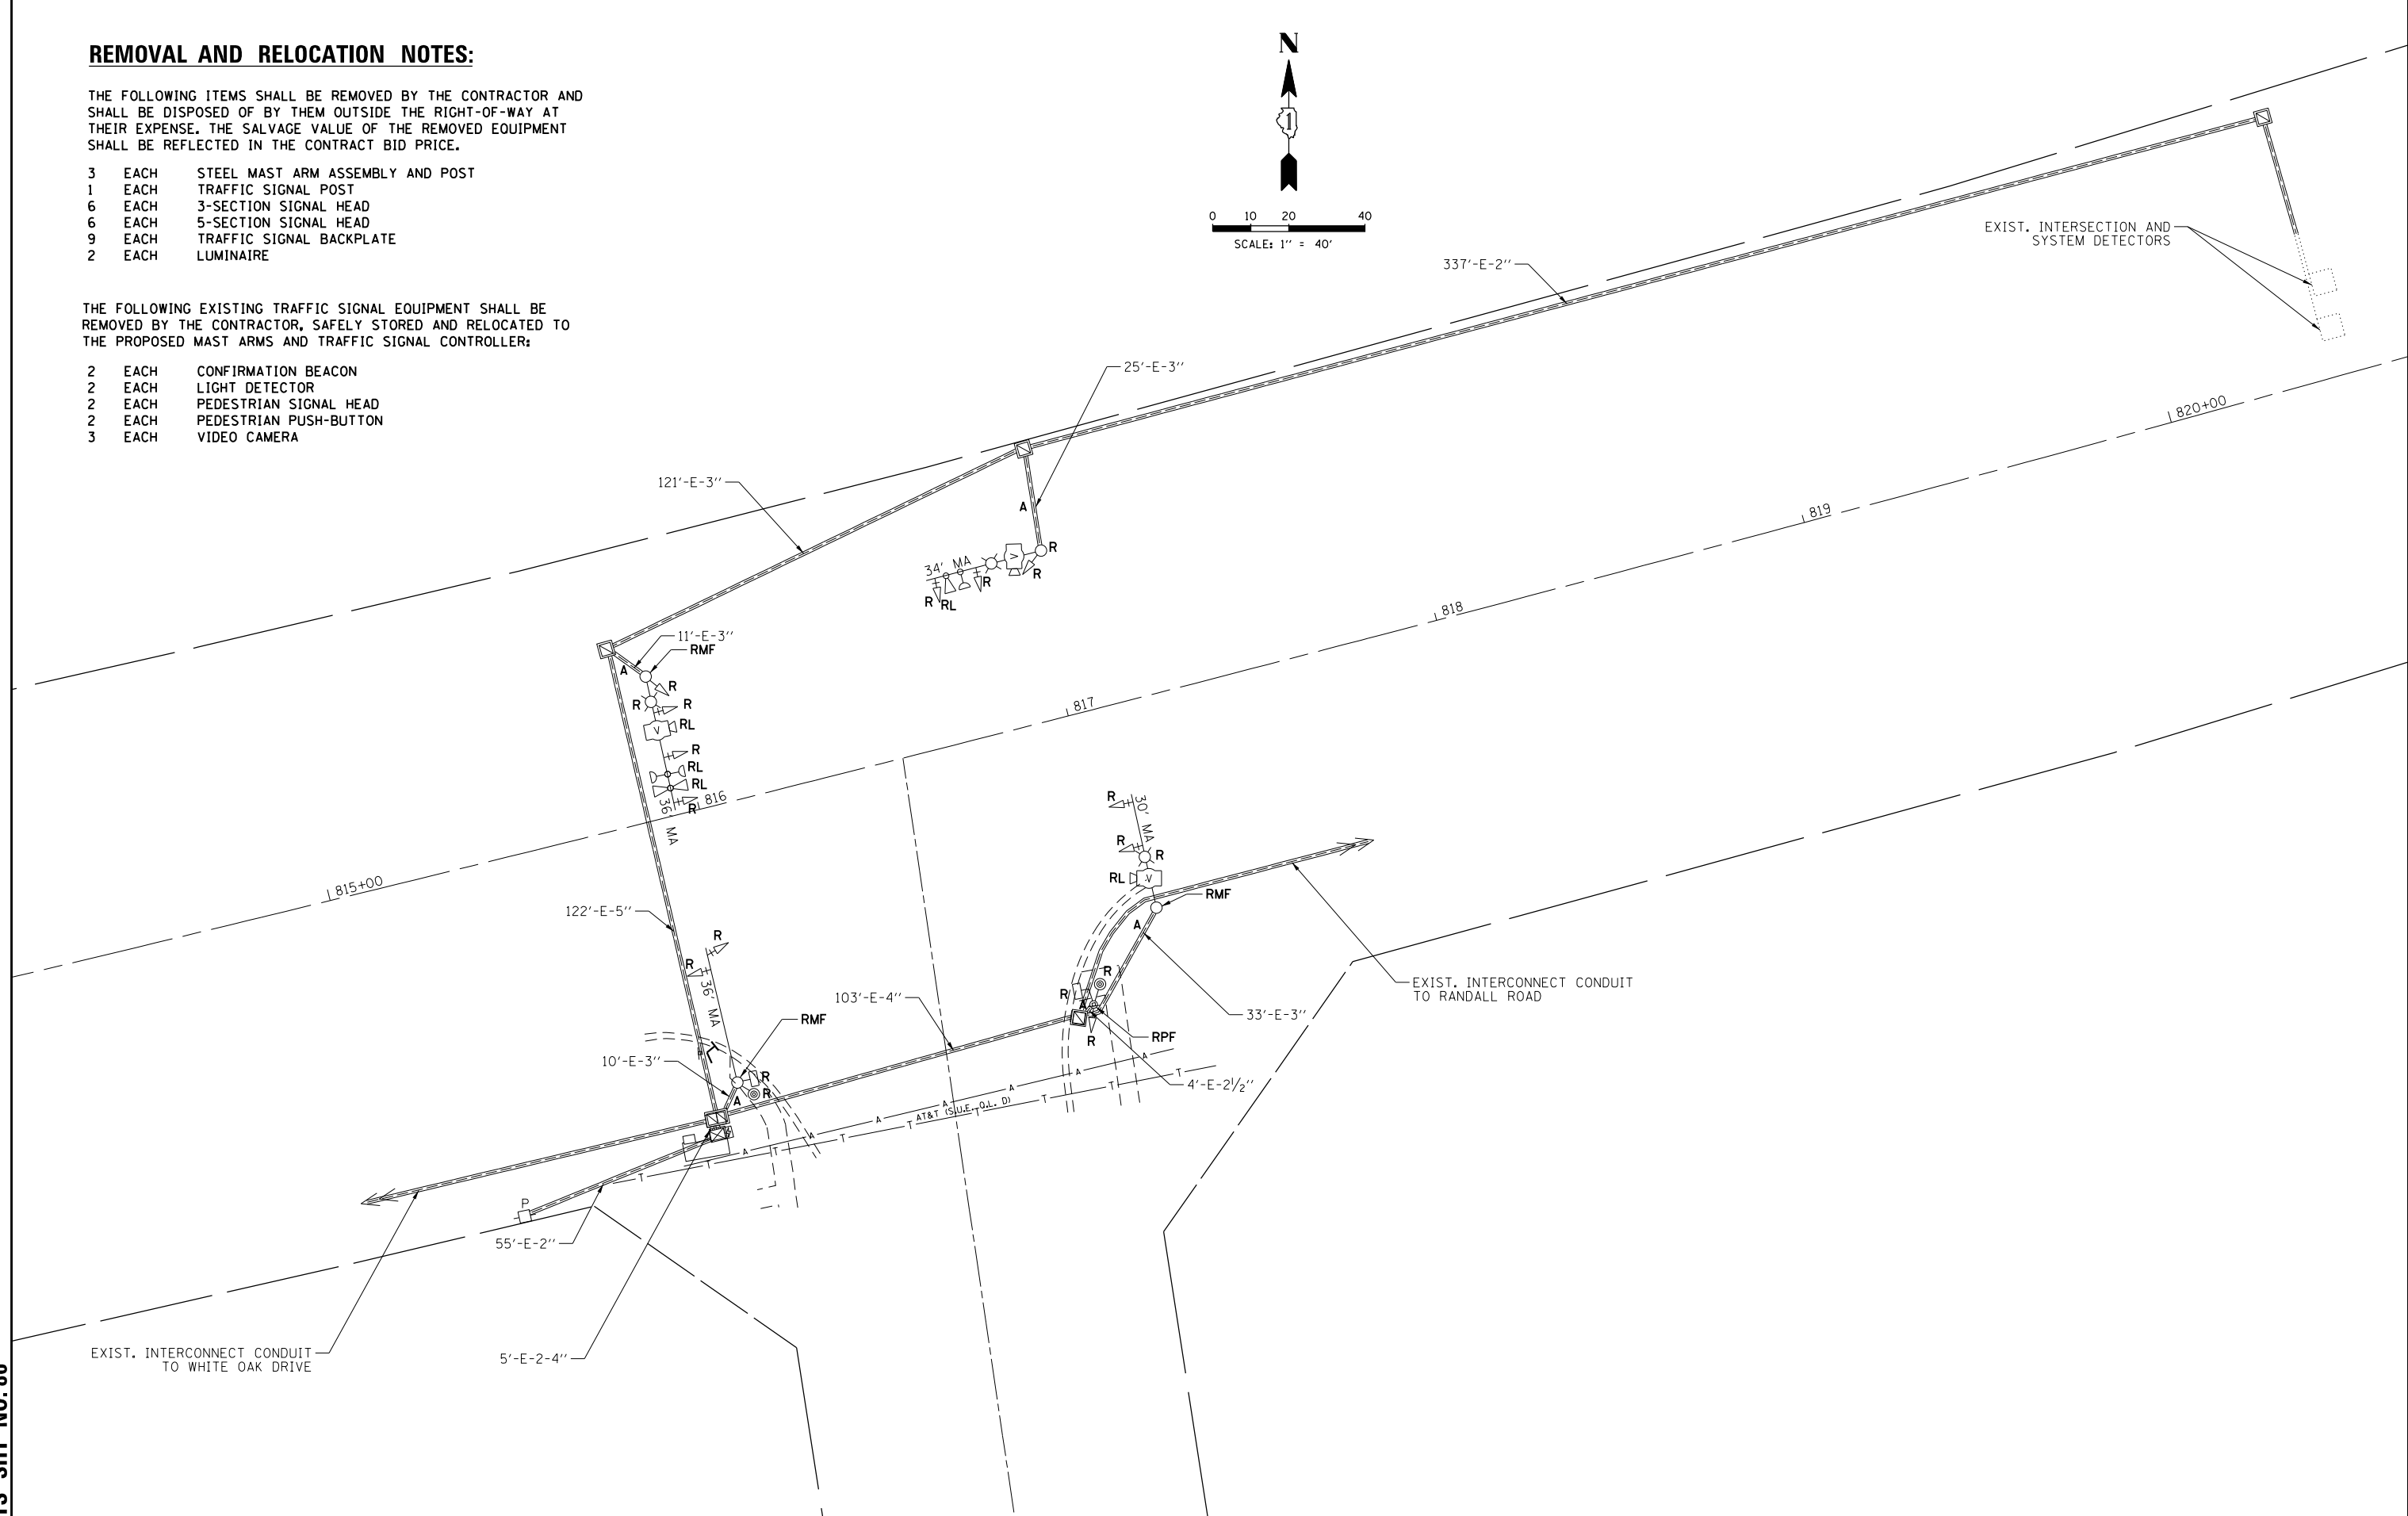 REMOVAL AND RELOCATION NOTES:
THE FOLLOWING ITEMS SHALL BE REMOVED BY THE CONTRACTOR AND
SHALL BE DISPOSED OF BY THEM OUTSIDE THE RIGHT-OF-WAY AT
THEIR EXPENSE. THE SALVAGE VALUE OF THE REMOVED EQUIPMENT
SHALL BE REFLECTED IN THE CONTRACT BID PRICE.
3 EACH STEEL MAST ARM ASSEMBLY AND POST
1 EACH TRAFFIC SIGNAL POST
6 EACH 3-SECTION SIGNAL HEAD
6 EACH 5-SECTION SIGNAL HEAD
9 EACH TRAFFIC SIGNAL BACKPLATE
2 EACH LUMINAIRE
THE FOLLOWING EXISTING TRAFFIC SIGNAL EQUIPMENT SHALL BE
REMOVED BY THE CONTRACTOR, SAFELY STORED AND RELOCATED TO
THE PROPOSED MAST ARMS AND TRAFFIC SIGNAL CONTROLLER:
2 EACH CONFIRMATION BEACON
2 EACH LIGHT DETECTOR
2 EACH PEDESTRIAN SIGNAL HEAD
2 EACH PEDESTRIAN PUSH-BUTTON
3 EACH VIDEO CAMERA
N
1
0 10 20 40
SCALE: 1'' = 40'
EXIST. INTERSECTION AND
SYSTEM DETECTORS
337'-E-2''
25'-E-3''
820+00
121'-E-3''
A
819
R
V
34' MA
R
R
R RL
818
11'-E-3''
RMF
A
R
R
R
V
RL
817
R
RL
RL
R
816
36' MA
R
30' MA
R
R
815+00
RL
V
RMF
122'-E-5''
A
R
R
36' MA
103'-E-4''
R
R
A
EXIST. INTERCONNECT CONDUIT
TO RANDALL ROAD
33'-E-3''
RMF
RPF
R
10'-E-3''
R
R
A
4'-E-2½''
A A A A A A A
AT&T (S.U.E. Q.L. D)
T T T T T T T T
P
55'-E-2''
EXIST. INTERCONNECT CONDUIT
TO WHITE OAK DRIVE
5'-E-2-4''